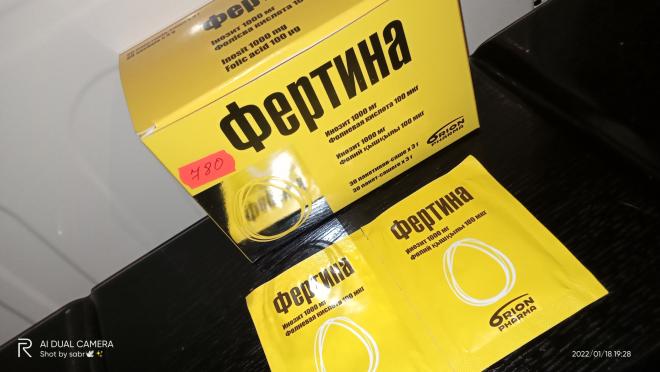 Ферти
Инозит 1000 мг
Фолієва кислота 10
Inosit 1000 mg
Folic acid 100 µg
Фертина
Инозит 1000 мг
Фолиевая кислота 100 мкг
Инозит 1000 мг
Фолий қышқылы 100 мкг
30 пакетиков-саше х 3 г
30 пакет-сашеге х 3 г
ORION
PHARMA
780
Фертина
Инозит 1000 мг
Фолий қышқылы 100 мкг
ORION
PHARMA
Фертина
Инозит 1000 мг
Фолиевая кислота 100 мкг
AI DUAL CAMERA
Shot by sabr
2022/01/18 19:28